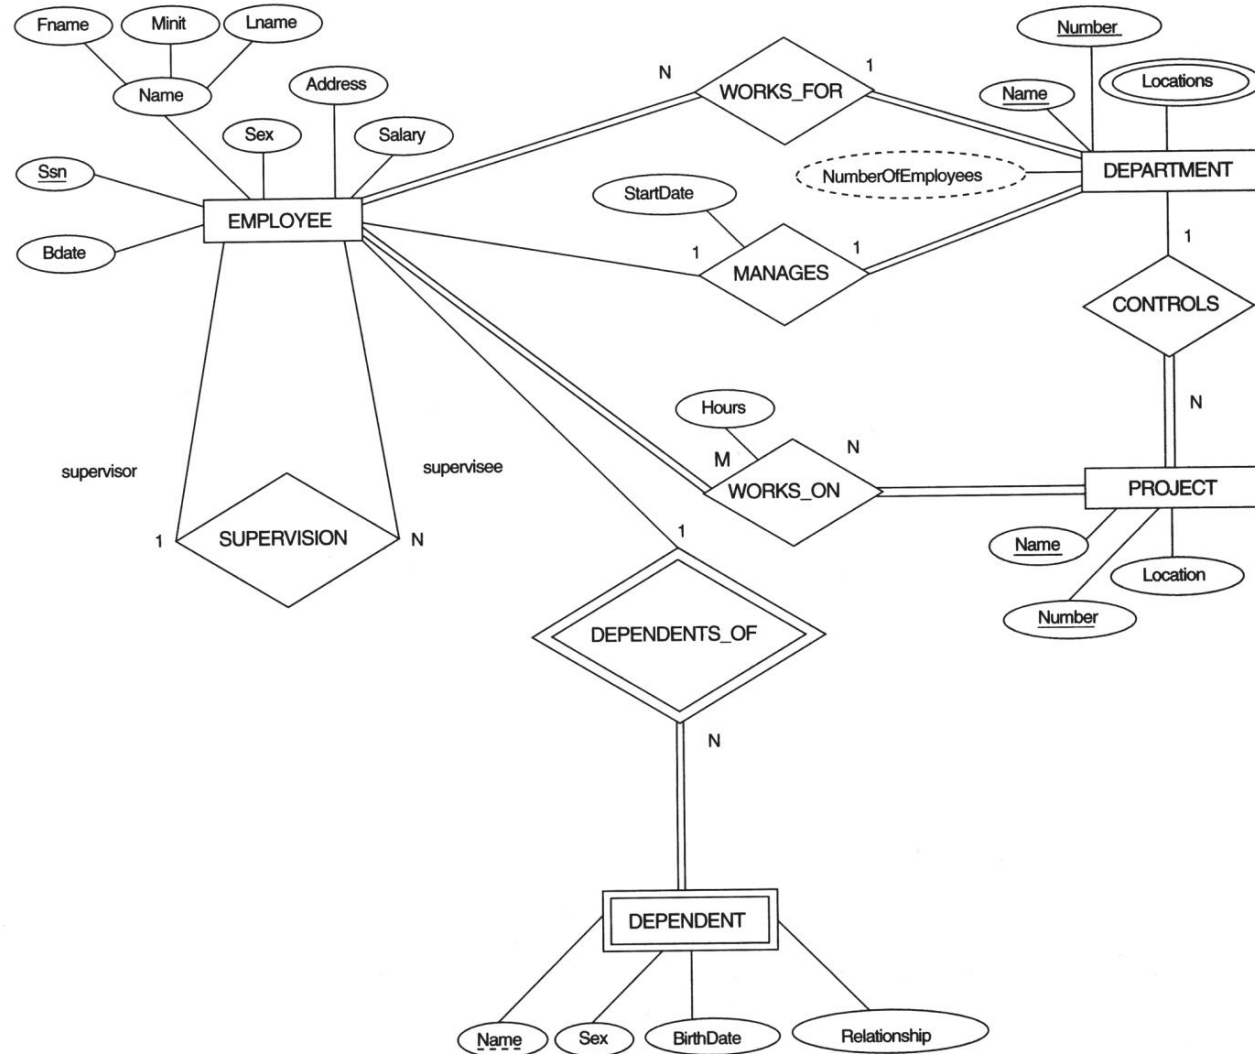 Fname
Minit
Lname
Number
Name
Address
N
1
WORKS_FOR
Name
Locations
Sex
Salary
Ssn
NumberOfEmployees
DEPARTMENT
StartDate
EMPLOYEE
Bdate
1
1
MANAGES
1
CONTROLS
Hours
N
supervisor
supervisee
M
N
WORKS_ON
PROJECT
1
SUPERVISION
N
1
Name
Location
Number
DEPENDENTS_OF
N
DEPENDENT
Name
Sex
BirthDate
Relationship